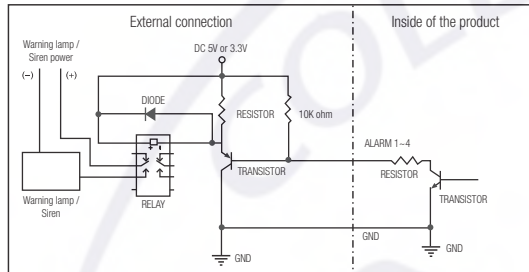 External connection
Inside of the product
Warning lamp /
Siren power
(−) (+)
DC 5V or 3.3V
DIODE
RESISTOR
10K ohm
ALARM 1~4
TRANSISTOR
RESISTOR
TRANSISTOR
Warning lamp /
Siren
RELAY
GND
GND
GND